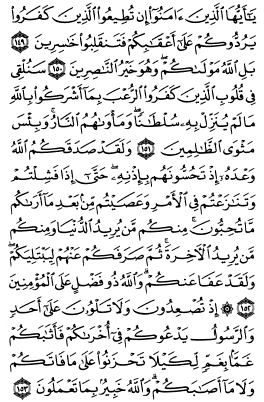 يَٰٓأَيُّهَا ٱلَّذِينَ ءَامَنُوٓا۟ إِن تُطِيعُوا۟ ٱلَّذِينَ كَفَرُوا۟
يَرُدُّوكُمْ عَلَىٰٓ أَعْقَٰبِكُمْ فَتَنقَلِبُوا۟ خَٰسِرِينَ ١٤٩
بَلِ ٱللَّهُ مَوْلَىٰكُمْ ۖ وَهُوَ خَيْرُ ٱلنَّٰصِرِينَ ١٥٠ سَنُلْقِى
فِى قُلُوبِ ٱلَّذِينَ كَفَرُوا۟ ٱلرُّعْبَ بِمَآ أَشْرَكُوا۟ بِٱللَّهِ
مَا لَمْ يُنَزِّلْ بِهِۦ سُلْطَٰنًا ۖ وَمَأْوَىٰهُمُ ٱلنَّارُ ۚ وَبِئْسَ
مَثْوَى ٱلظَّٰلِمِينَ ١٥١ وَلَقَدْ صَدَقَكُمُ ٱللَّهُ
وَعْدَهُۥٓ إِذْ تَحُسُّونَهُم بِإِذْنِهِۦ ۖ حَتَّىٰٓ إِذَا فَشِلْتُمْ
وَتَنَٰزَعْتُمْ فِى ٱلْأَمْرِ وَعَصَيْتُم مِّنۢ بَعْدِ مَآ أَرَىٰكُم
مَّا تُحِبُّونَ ۚ مِنكُم مَّن يُرِيدُ ٱلدُّنْيَا وَمِنكُم
مَّن يُرِيدُ ٱلْءَاخِرَةَ ۚ ثُمَّ صَرَفَكُمْ عَنْهُمْ لِيَبْتَلِيَكُمْ ۖ
وَلَقَدْ عَفَا عَنكُمْ ۗ وَٱللَّهُ ذُو فَضْلٍ عَلَى ٱلْمُؤْمِنِينَ
١٥٢ ۞ إِذْ تُصْعِدُونَ وَلَا تَلْوُۥنَ عَلَىٰٓ أَحَدٍ
وَٱلرَّسُولُ يَدْعُوكُمْ فِىٓ أُخْرَىٰكُمْ فَأَثَٰبَكُمْ
غَمًّۢا بِغَمٍّ لِّكَيْلَا تَحْزَنُوا۟ عَلَىٰ مَا فَاتَكُمْ
وَلَا مَآ أَصَٰبَكُمْ ۗ وَٱللَّهُ خَبِيرٌۢ بِمَا تَعْمَلُونَ ١٥٣